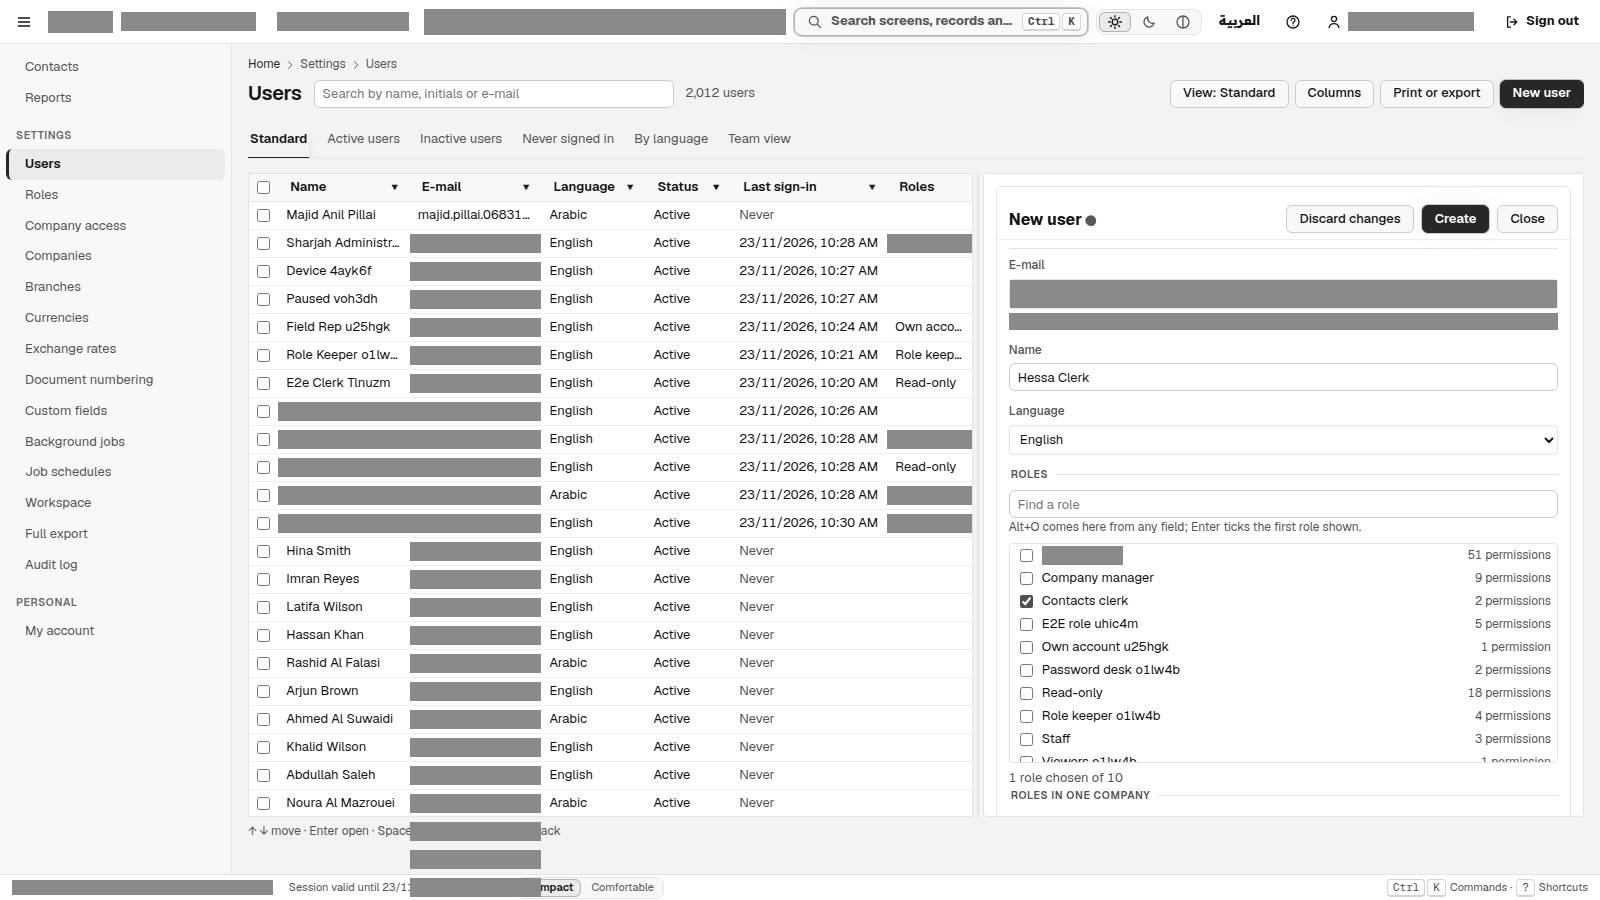 Search screens, records an... Ctrl K
العربية
Sign out
Contacts
Reports
SETTINGS
Users
Roles
Company access
Companies
Branches
Currencies
Exchange rates
Document numbering
Custom fields
Background jobs
Job schedules
Workspace
Full export
Audit log
PERSONAL
My account
Home > Settings > Users
Users
Search by name, initials or e-mail
2,012 users
View: Standard
Columns
Print or export
New user
Standard
Active users
Inactive users
Never signed in
By language
Team view
Name E-mail Language Status Last sign-in Roles
Majid Anil Pillai majid.pillai.06831... Arabic Active Never
Sharjah Administr... English Active 23/11/2026, 10:28 AM
Device 4ayk6f English Active 23/11/2026, 10:27 AM
Paused voh3dh English Active 23/11/2026, 10:27 AM
Field Rep u25hgk English Active 23/11/2026, 10:24 AM Own acco...
Role Keeper o1lw... English Active 23/11/2026, 10:21 AM Role keep...
E2e Clerk Tlnuzm English Active 23/11/2026, 10:20 AM Read-only
English Active 23/11/2026, 10:26 AM
English Active 23/11/2026, 10:28 AM
English Active 23/11/2026, 10:28 AM Read-only
Arabic Active 23/11/2026, 10:28 AM
English Active 23/11/2026, 10:30 AM
Hina Smith English Active Never
Imran Reyes English Active Never
Latifa Wilson English Active Never
Hassan Khan English Active Never
Rashid Al Falasi Arabic Active Never
Arjun Brown English Active Never
Ahmed Al Suwaidi Arabic Active Never
Khalid Wilson English Active Never
Abdullah Saleh English Active Never
Noura Al Mazrouei Arabic Active Never
↑ ↓ move · Enter open · Space
New user
Discard changes
Create
Close
E-mail
Name
Hessa Clerk
Language
English
ROLES
Find a role
Alt+O comes here from any field; Enter ticks the first role shown.
51 permissions
Company manager 9 permissions
Contacts clerk 2 permissions
E2E role uhic4m 5 permissions
Own account u25hgk 1 permission
Password desk o1lw4b 2 permissions
Read-only 18 permissions
Role keeper o1lw4b 4 permissions
Staff 3 permissions
Viewers o1lw4b 1 permission
1 role chosen of 10
ROLES IN ONE COMPANY
Session valid until 23/11
Comfortable
Ctrl K Commands · ? Shortcuts